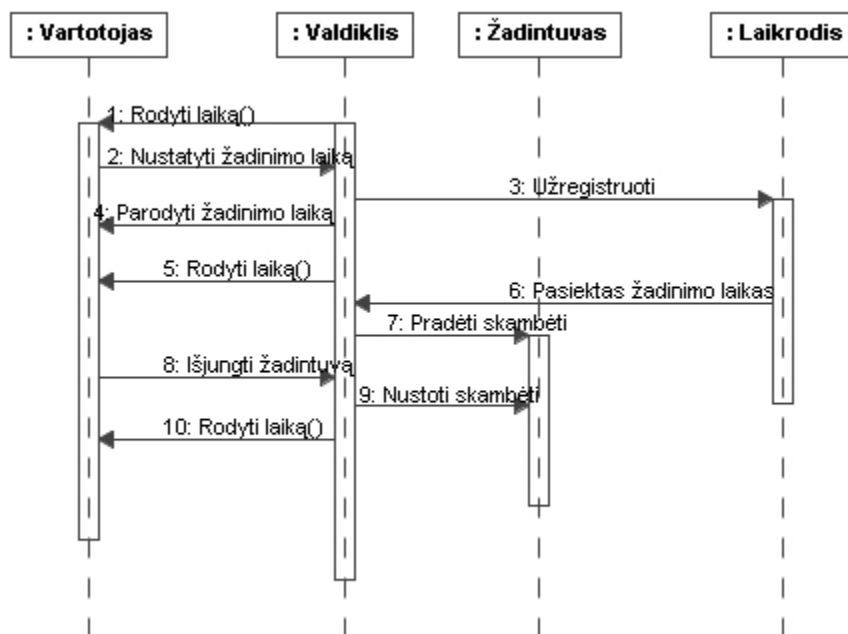 : Vartotojas
: Valdiklis
: Žadintuvas
: Laikrodis
1: Rodyti laiką()
2: Nustatyti žadinimo laiką
3: Užregistruoti
4: Parodyti žadinimo laiką
5: Rodyti laiką()
6: Pasiektas žadinimo laikas
7: Pradėti skambėti
8: Išjungti žadintuvą
9: Nustoti skambėti
10: Rodyti laiką()